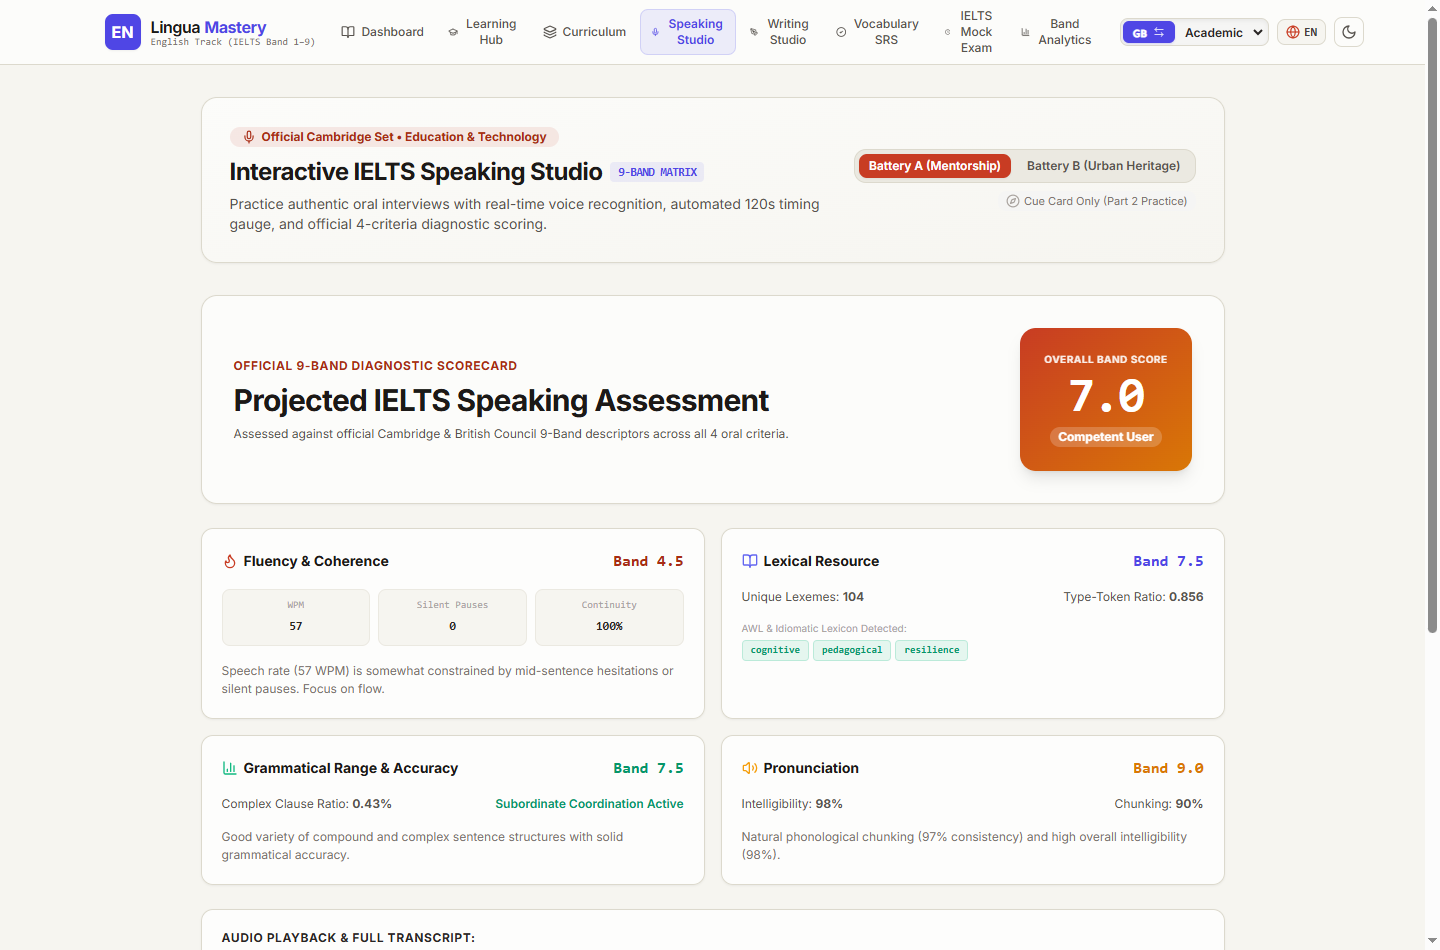 EN
Lingua Mastery
English Track (IELTS Band 1–9)
Dashboard
Learning
Hub
Curriculum
Speaking
Studio
Writing
Studio
Vocabulary
SRS
IELTS
Mock
Exam
Band
Analytics
GB
Academic
EN
Official Cambridge Set • Education & Technology
Interactive IELTS Speaking Studio
9-BAND MATRIX
Practice authentic oral interviews with real-time voice recognition, automated 120s timing
gauge, and official 4-criteria diagnostic scoring.
Battery A (Mentorship)
Battery B (Urban Heritage)
Cue Card Only (Part 2 Practice)
OFFICIAL 9-BAND DIAGNOSTIC SCORECARD
Projected IELTS Speaking Assessment
Assessed against official Cambridge & British Council 9-Band descriptors across all 4 oral criteria.
OVERALL BAND SCORE
7.0
Competent User
Fluency & Coherence
Band 4.5
WPM
57
Silent Pauses
0
Continuity
100%
Speech rate (57 WPM) is somewhat constrained by mid-sentence hesitations or
silent pauses. Focus on flow.
Lexical Resource
Band 7.5
Unique Lexemes: 104
Type-Token Ratio: 0.856
AWL & Idiomatic Lexicon Detected:
cognitive
pedagogical
resilience
Grammatical Range & Accuracy
Band 7.5
Complex Clause Ratio: 0.43%
Subordinate Coordination Active
Good variety of compound and complex sentence structures with solid
grammatical accuracy.
Pronunciation
Band 9.0
Intelligibility: 98%
Chunking: 90%
Natural phonological chunking (97% consistency) and high overall intelligibility
(98%).
AUDIO PLAYBACK & FULL TRANSCRIPT: